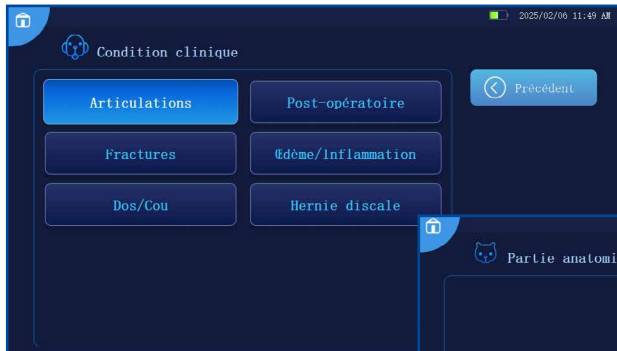 2025/02/06 11:49 AM
Condition clinique
Précédent
Articulations
Post-opératoire
Fractures
Œdème/Inflammation
Dos/Cou
Hernie discale
Partie anatomi